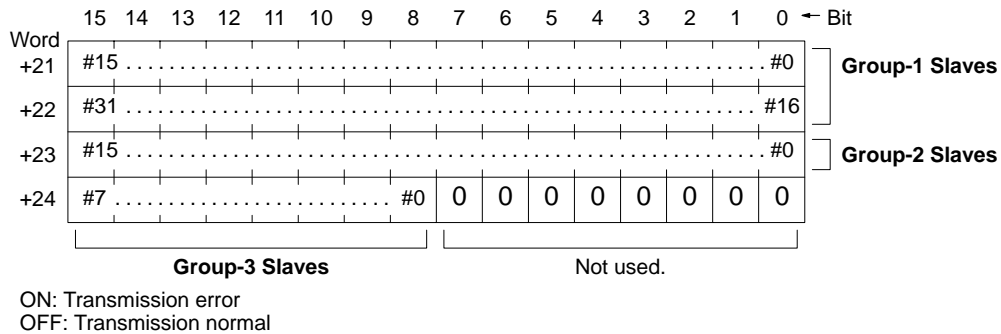 15 14 13 12 11 10 9 8 7 6 5 4 3 2 1 0 ← Bit
Word
+21 #15 #0 Group-1 Slaves
+22 #31 #16
+23 #15 #0 Group-2 Slaves
+24 #7 #0 0 0 0 0 0 0 0 0
Group-3 Slaves Not used.
ON: Transmission error
OFF: Transmission normal